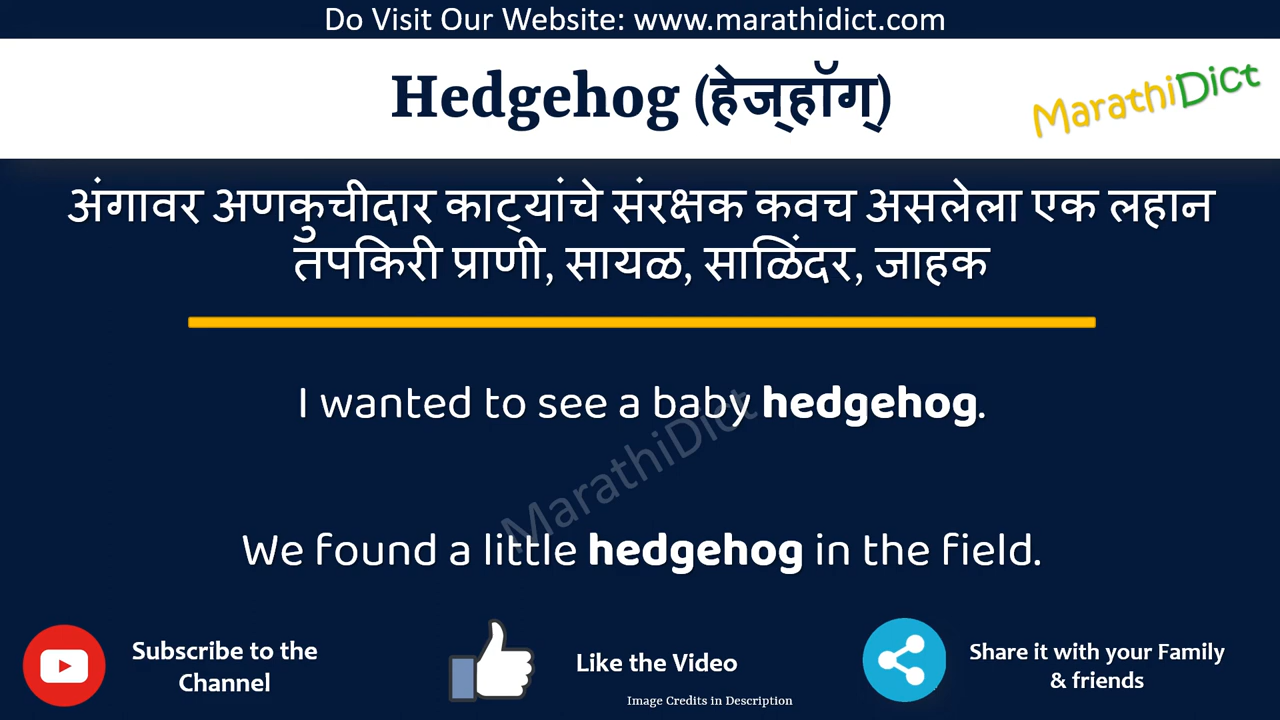 Do Visit Our Website: www.marathidict.com
Hedgehog (हेज्हॉग्)
MarathiDict
अंगावर अणकुचीदार काट्यांचे संरक्षक कवच असलेला एक लहान
तपकिरी प्राणी, सायळ, साळिंदर, जाहक
I wanted to see a baby hedgehog.
MarathiDict
We found a little hedgehog in the field.
Subscribe to the
Channel
Like the Video
Share it with your Family
& friends
Image Credits in Description